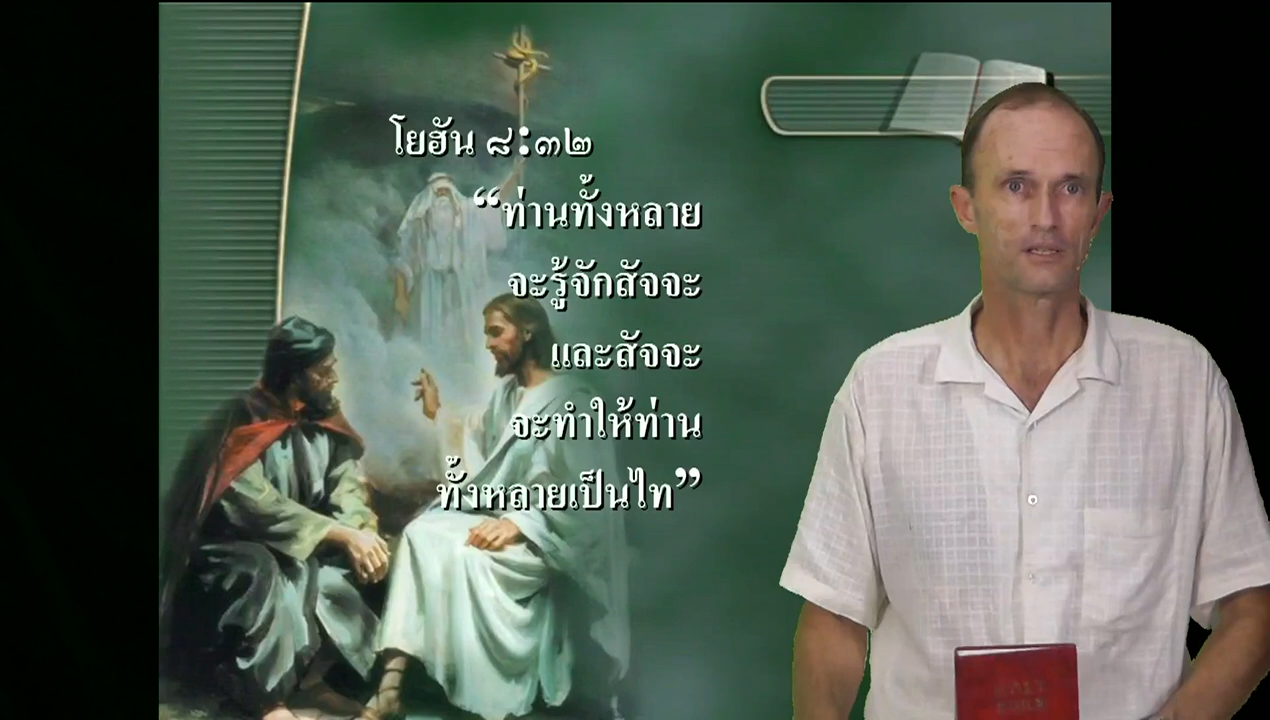 โยฮัน ๘:๓๒
“ท่านทั้งหลาย
จะรู้จักสัจจะ
และสัจจะ
จะทำให้ท่าน
ทั้งหลายเป็นไท”
HOLY
BIBLE